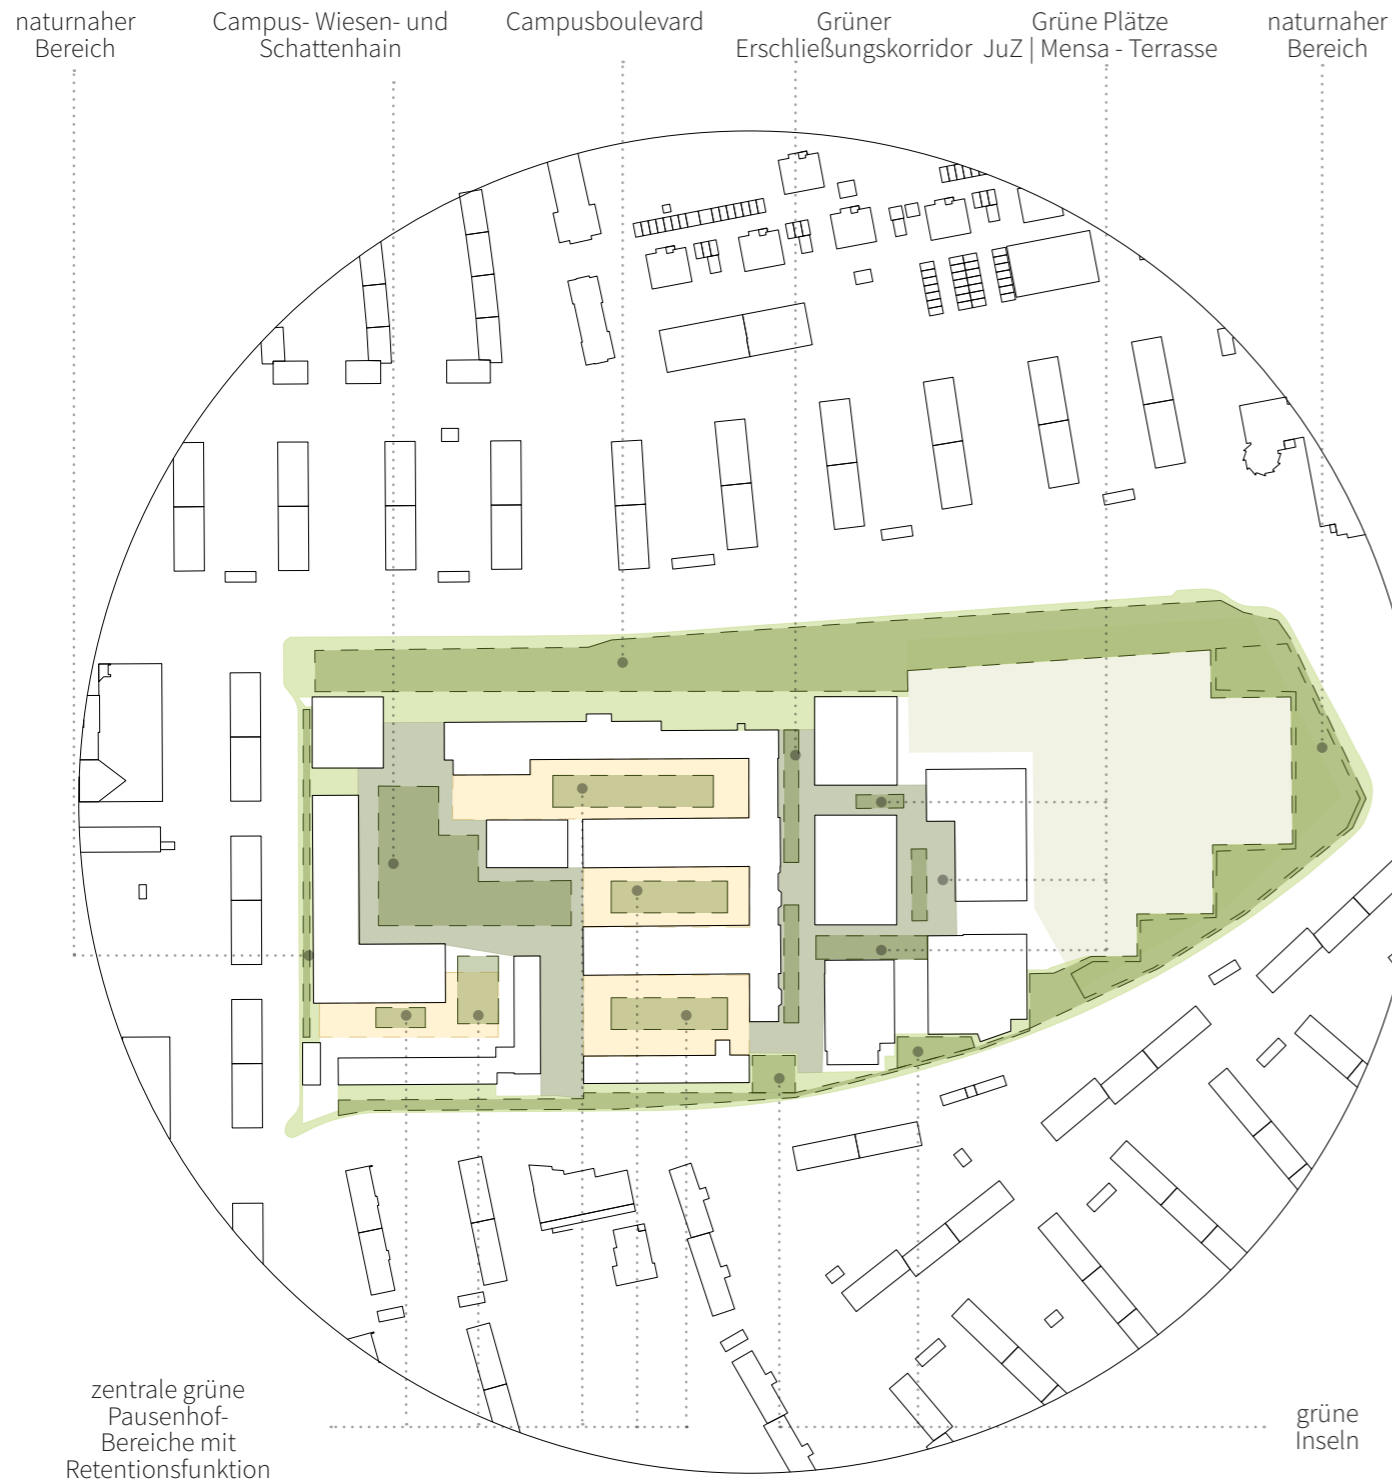 naturnaher
Bereich
Campus- Wiesen- und
Schattenhain
Campusboulevard
Grüner
Erschließungskorridor
Grüne Plätze
JuZ | Mensa - Terrasse
naturnaher
Bereich
zentrale grüne
Pausenhof-
Bereiche mit
Retentionsfunktion
grüne
Inseln